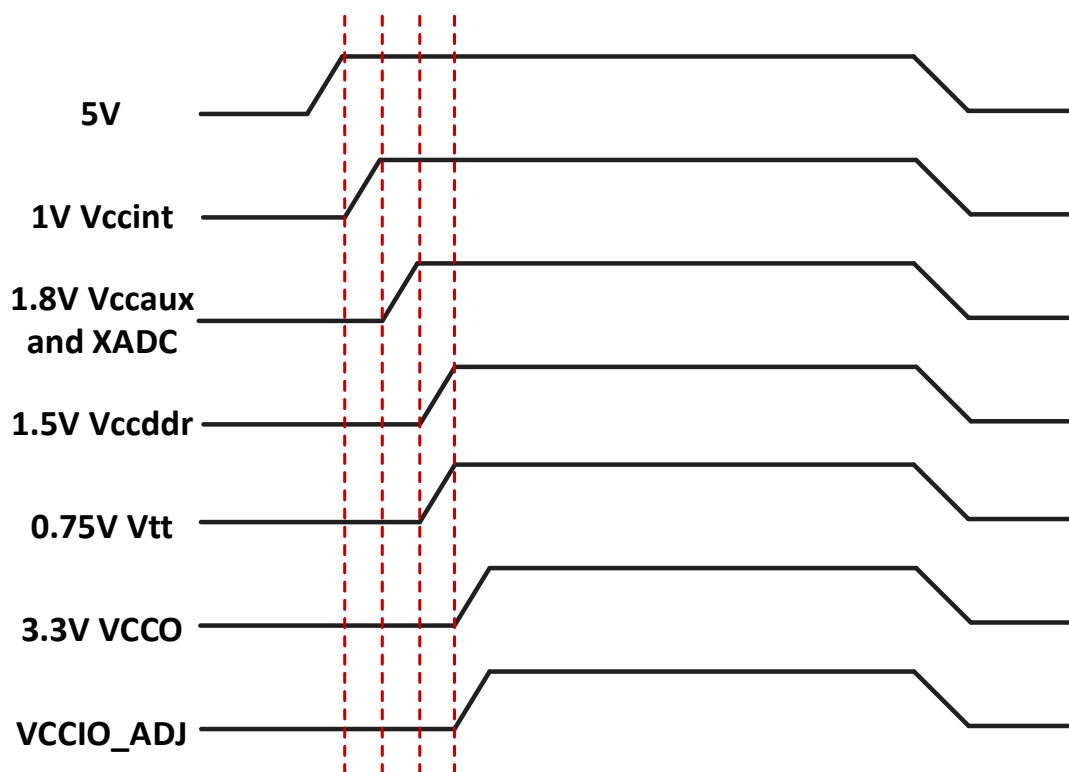 5V
1V Vccint
1.8V Vccaux
and XADC
1.5V Vccddr
0.75V Vtt
3.3V VCCO
VCCIO_ADJ